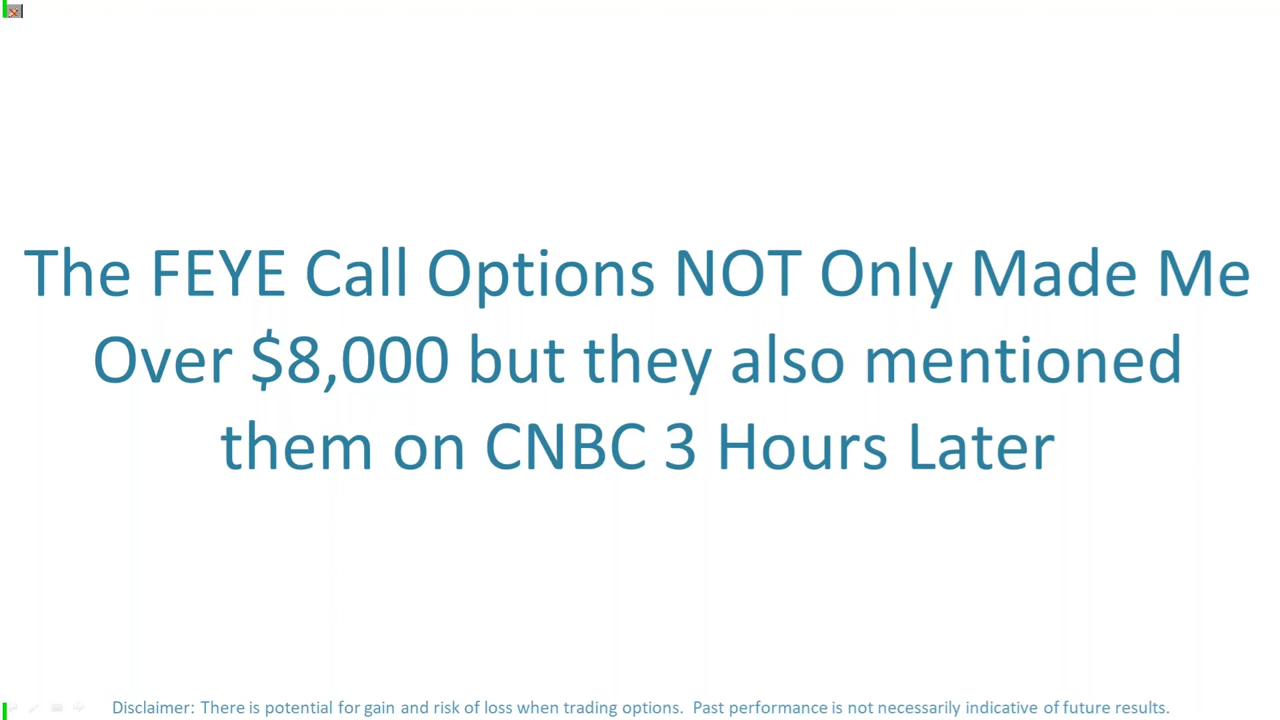 The FEYE Call Options NOT Only Made Me
Over $8,000 but they also mentioned
them on CNBC 3 Hours Later
Disclaimer: There is potential for gain and risk of loss when trading options.  Past performance is not necessarily indicative of future results.